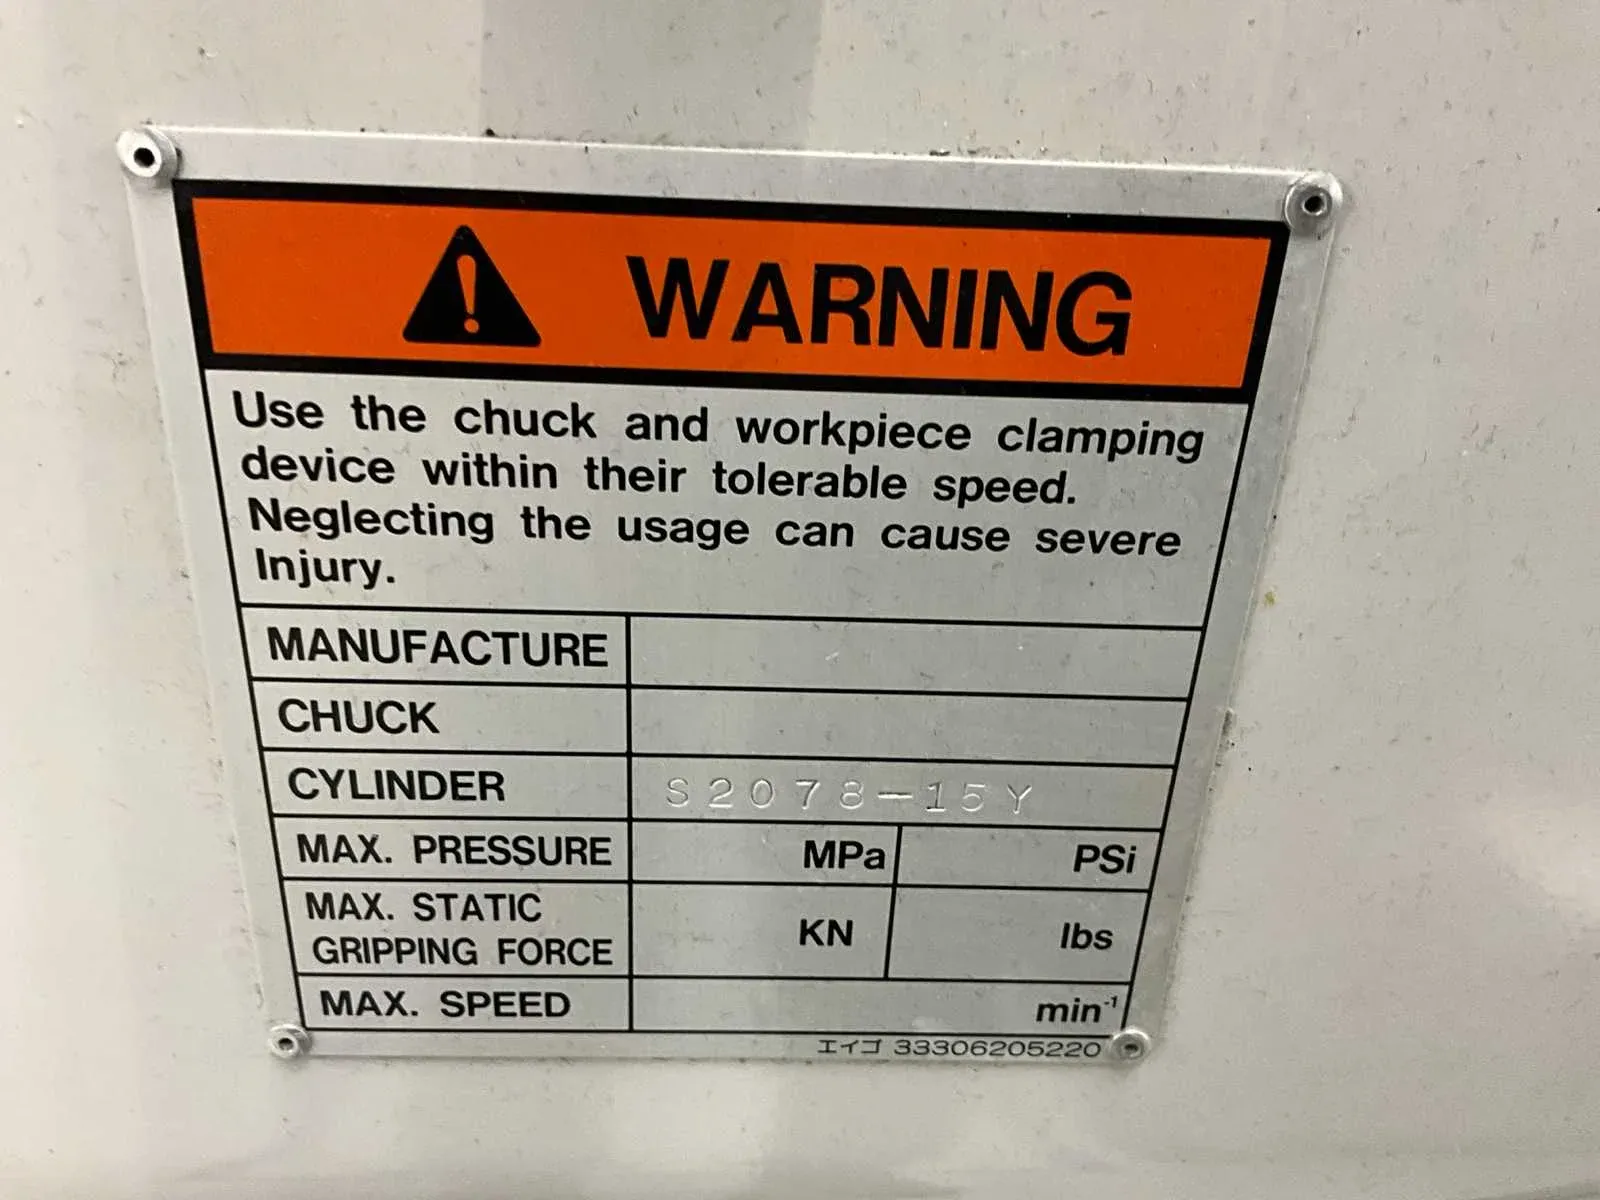 WARNING
Use the chuck and workpiece clamping
device within their tolerable speed.
Neglecting the usage can cause severe
Injury.
MANUFACTURE
CHUCK
CYLINDER S2078-15Y
MAX. PRESSURE MPa PSi
MAX. STATIC
GRIPPING FORCE KN lbs
MAX. SPEED min⁻¹
エイゴ 33306205220